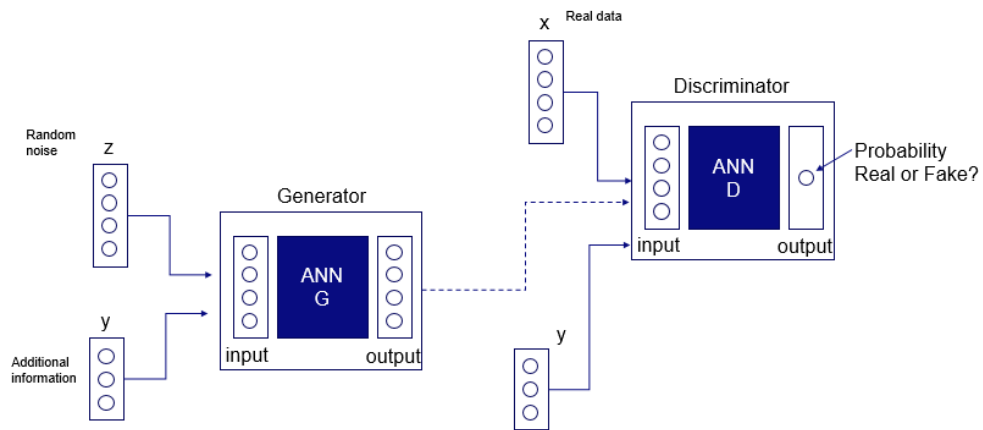 x
Real data
Discriminator
Random
noise
z
ANN
D
Probability
Real or Fake?
Generator
input
output
ANN
G
y
y
input
output
Additional
information